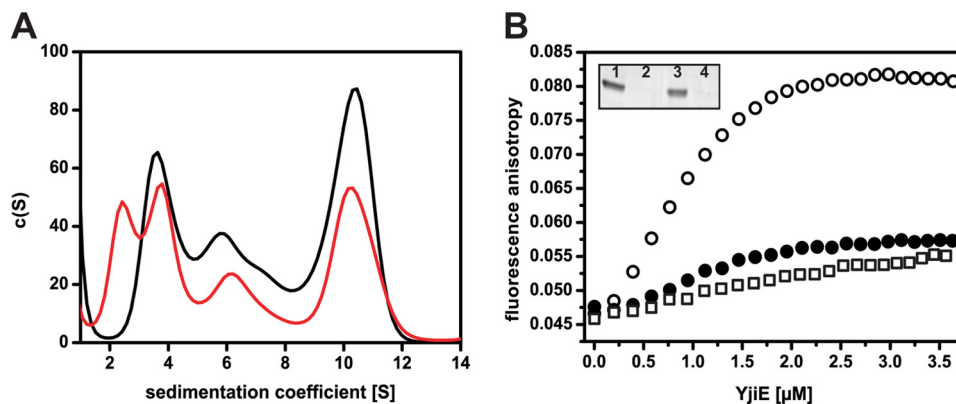 A
100
80
60
40
20
0
c(S)
2 4 6 8 10 12 14
sedimentation coefficient [S]
B
0.085
0.080
0.075
0.070
0.065
0.060
0.055
0.050
0.045
fluorescence anisotropy
1 2 3 4
0.0 0.5 1.0 1.5 2.0 2.5 3.0 3.5
YjiE [µM]